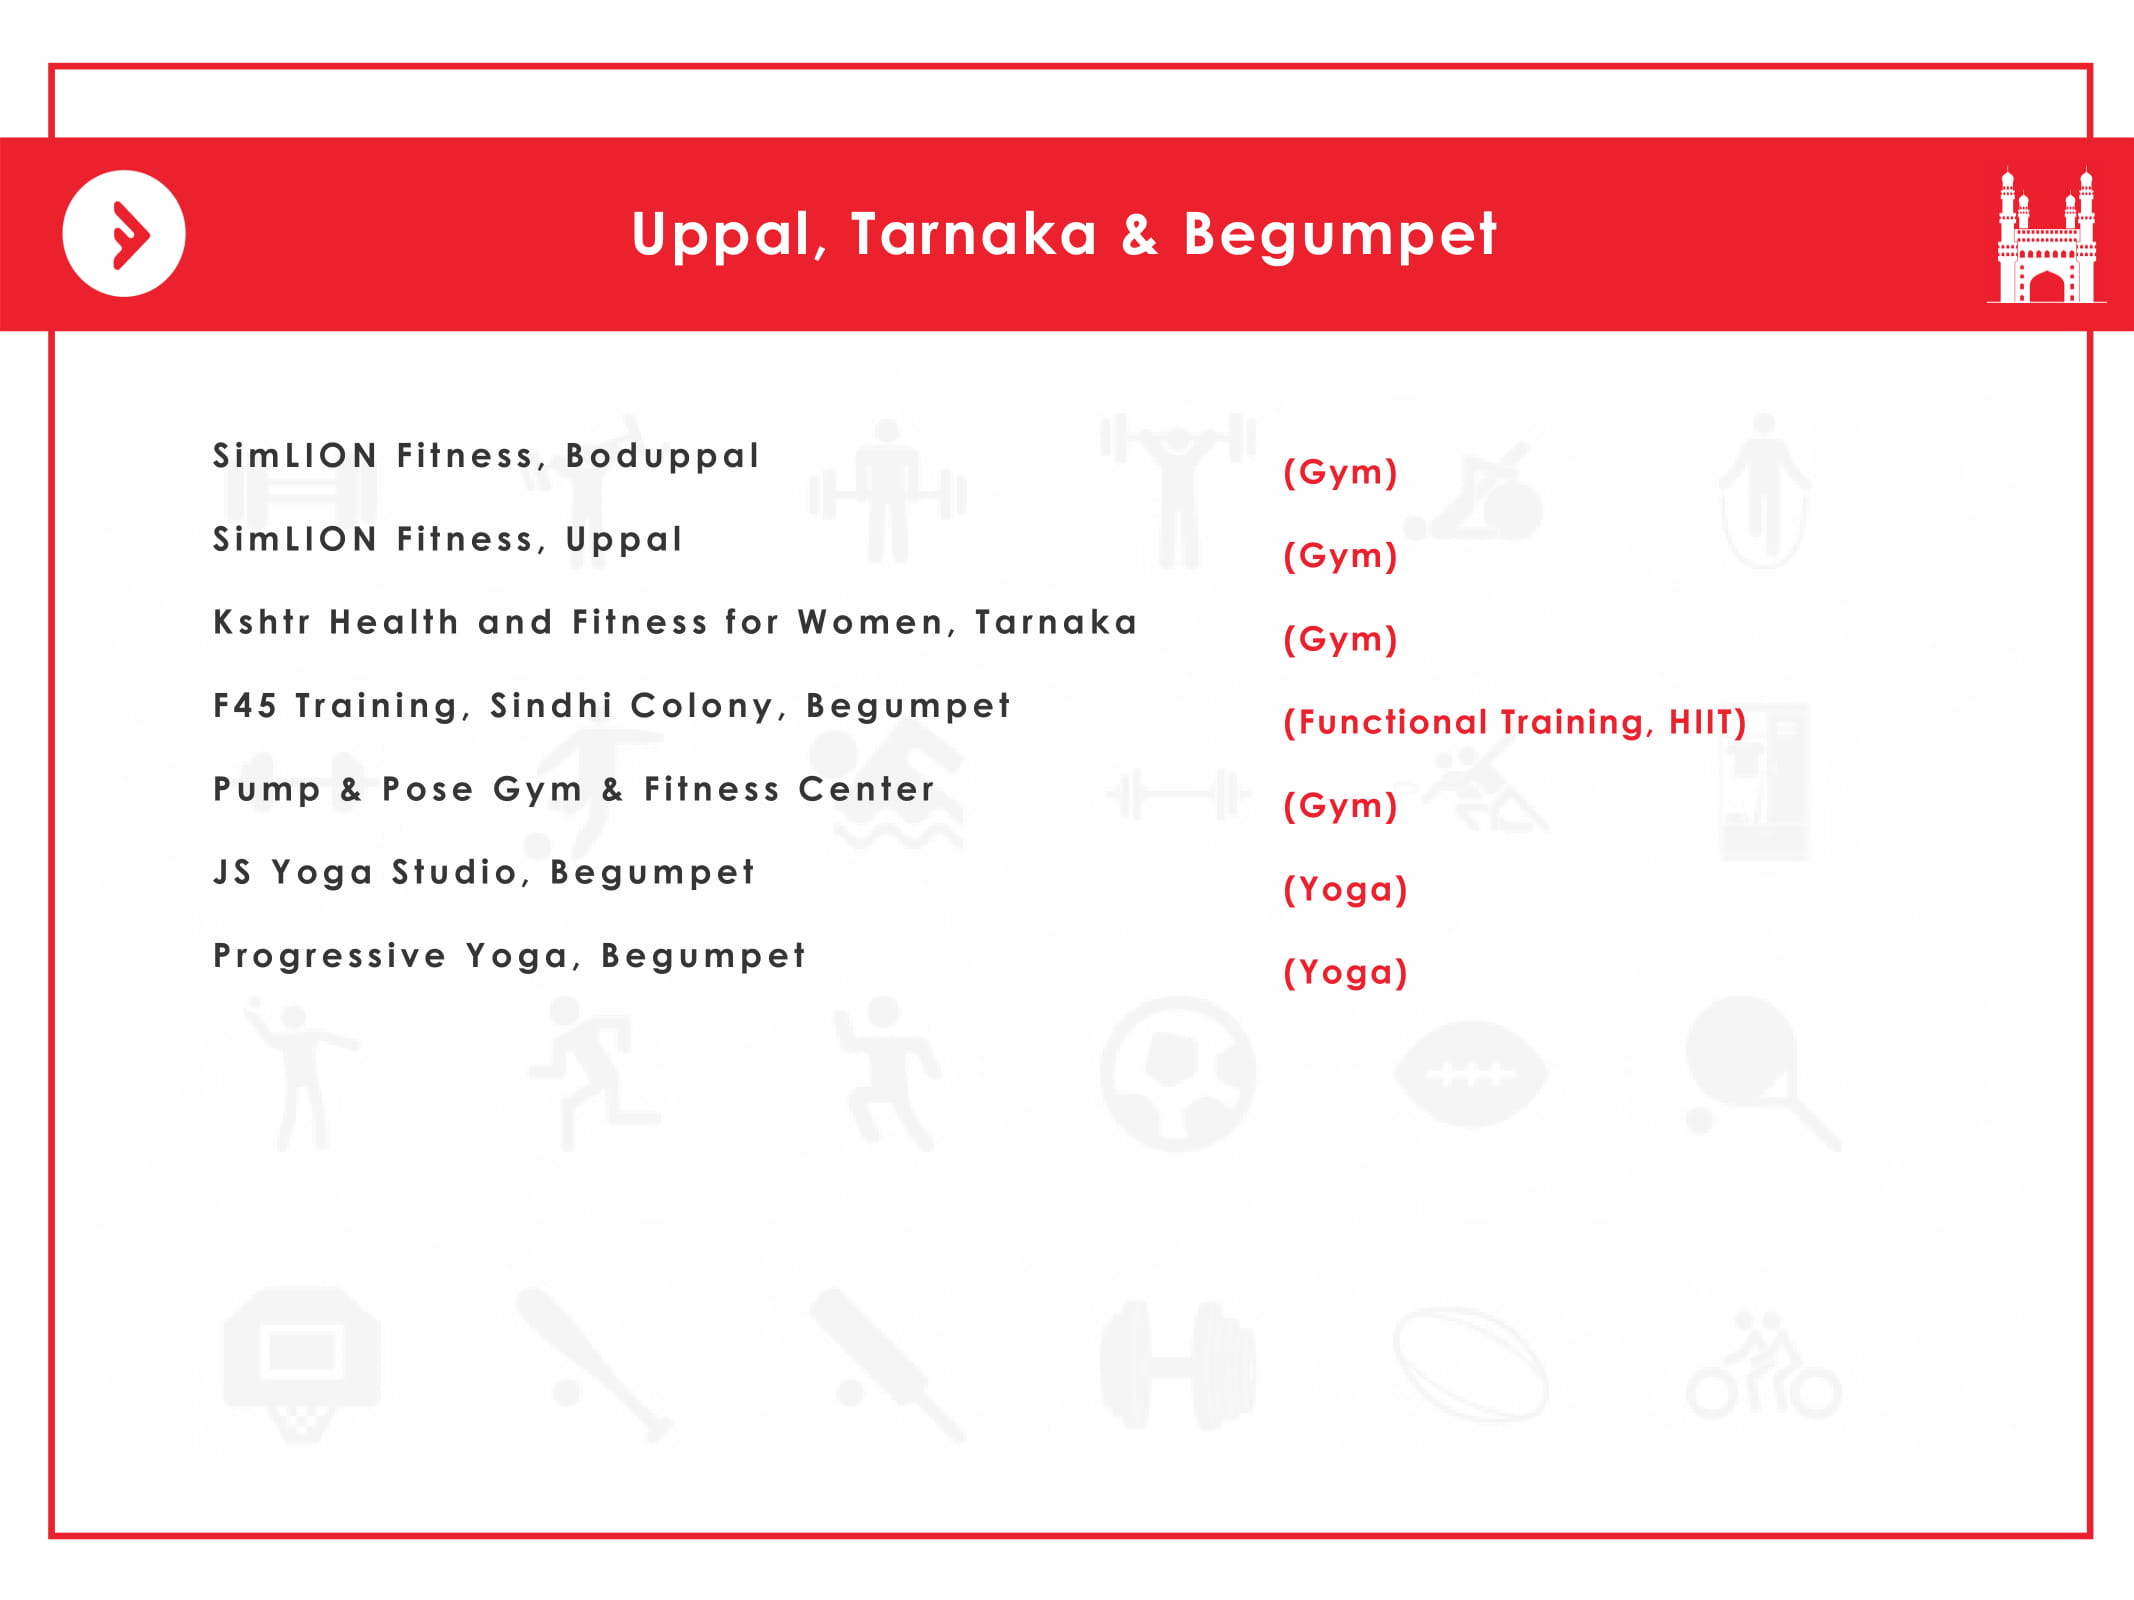 Uppal, Tarnaka & Begumpet
SimLION Fitness, Boduppal (Gym)
SimLION Fitness, Uppal (Gym)
Kshtr Health and Fitness for Women, Tarnaka (Gym)
F45 Training, Sindhi Colony, Begumpet (Functional Training, HIIT)
Pump & Pose Gym & Fitness Center (Gym)
JS Yoga Studio, Begumpet (Yoga)
Progressive Yoga, Begumpet (Yoga)